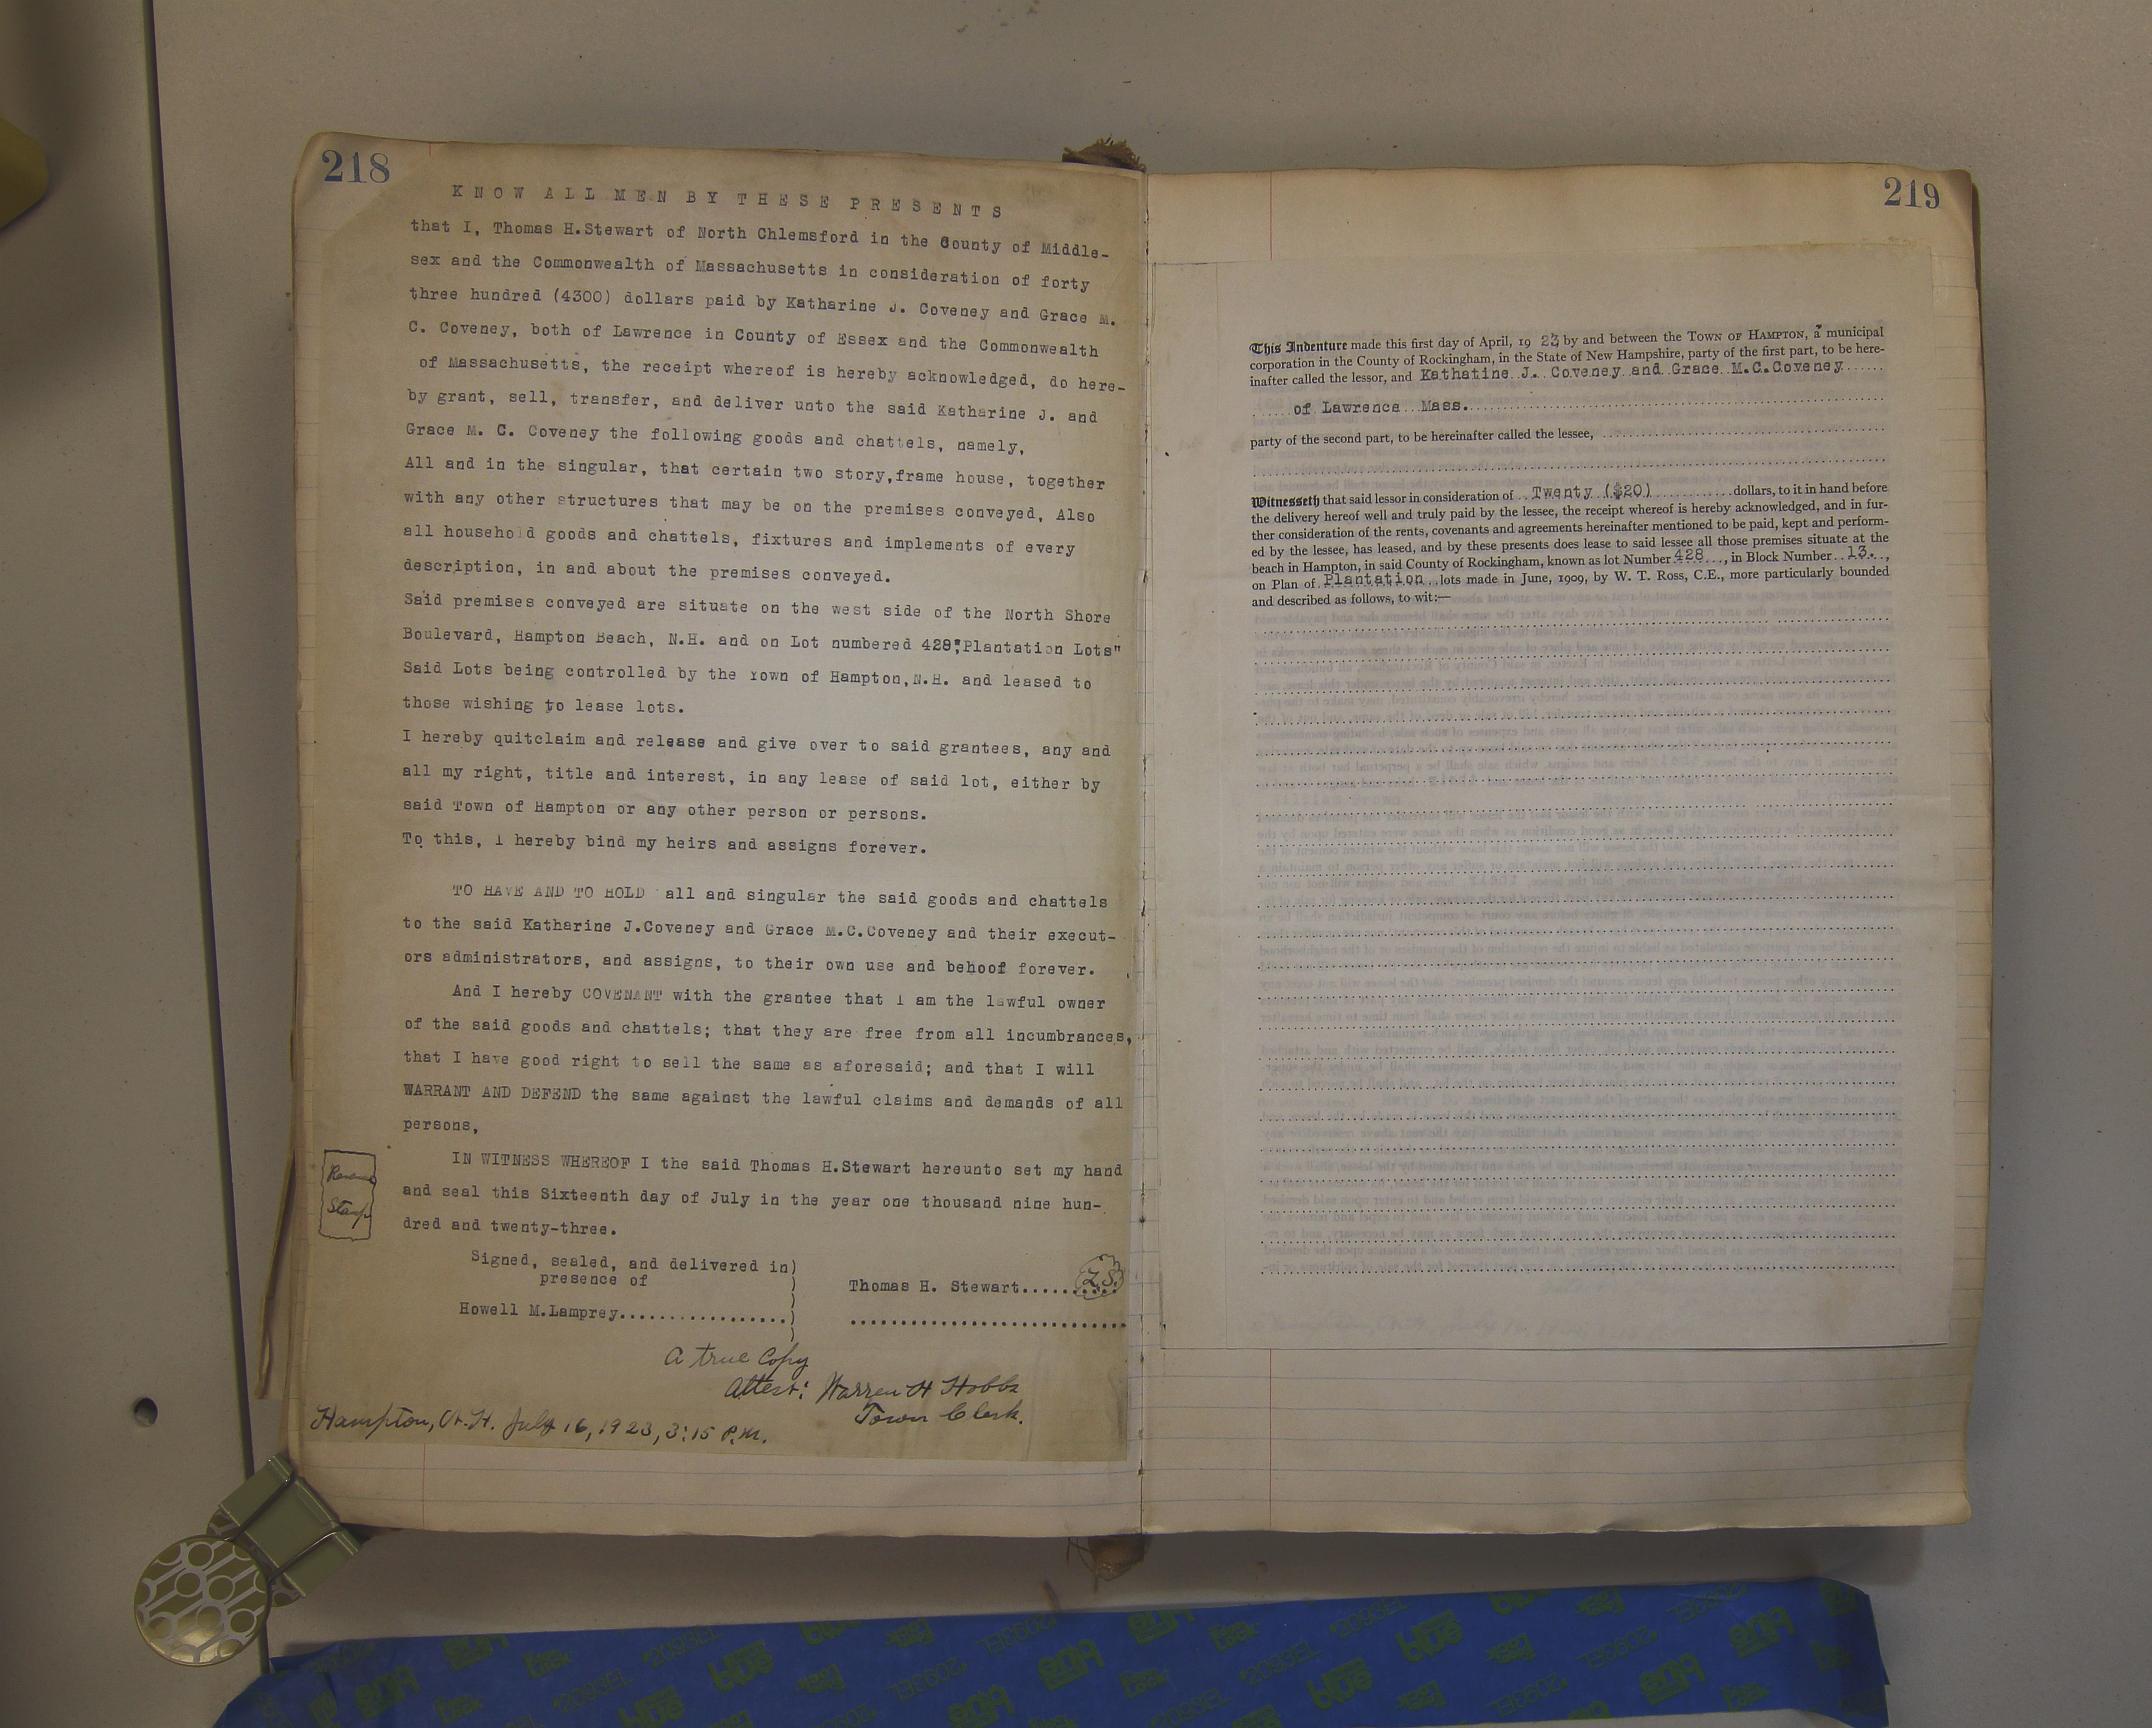 218
KNOW ALL MEN BY THESE PRESENTS
that I, Thomas H.Stewart of North Chlemsford in the County of Middle-
sex and the Commonwealth of Massachusetts in consideration of forty
three hundred (4300) dollars paid by Katharine J. Coveney and Grace M.
C. Coveney, both of Lawrence in County of Essex and the Commonwealth
of Massachusetts, the receipt whereof is hereby acknowledged, do here-
by grant, sell, transfer, and deliver unto the said Katharine J. and
Grace M. C. Coveney the following goods and chattels, namely,
All and in the singular, that certain two story,frame house, together
with any other structures that may be on the premises conveyed, Also
all household goods and chattels, fixtures and implements of every
description, in and about the premises conveyed.
Said premises conveyed are situate on the west side of the North Shore
Boulevard, Hampton Beach, N.H. and on Lot numbered 428,"Plantation Lots"
Said Lots being controlled by the Town of Hampton,N.H. and leased to
those wishing to lease lots.
I hereby quitclaim and release and give over to said grantees, any and
all my right, title and interest, in any lease of said lot, either by
said Town of Hampton or any other person or persons.
To this, I hereby bind my heirs and assigns forever.
TO HAVE AND TO HOLD all and singular the said goods and chattels
to the said Katharine J.Coveney and Grace M.C.Coveney and their execut-
ors administrators, and assigns, to their own use and behoof forever.
And I hereby COVENANT with the grantee that I am the lawful owner
of the said goods and chattels; that they are free from all incumbrances,
that I have good right to sell the same as aforesaid; and that I will
WARRANT AND DEFEND the same against the lawful claims and demands of all
persons,
IN WITNESS WHEREOF I the said Thomas H.Stewart hereunto set my hand
and seal this Sixteenth day of July in the year one thousand nine hun-
dred and twenty-three.
Revenue
Stamp
Signed, sealed, and delivered in)
presence of
Thomas H. Stewart......... L.S.
Howell M.Lamprey.................)
A true Copy
Attest: Warren H Hobbs
Town Clerk.
Hampton, N.H. July 16, 1923, 3:15 P.M.
219
This Indenture made this first day of April, 19 23 by and between the TOWN OF HAMPTON, a municipal
corporation in the County of Rockingham, in the State of New Hampshire, party of the first part, to be here-
inafter called the lessor, and Kathatine J. Coveney and Grace M.C.Coveney
of Lawrence Mass.
party of the second part, to be hereinafter called the lessee,
Witnesseth that said lessor in consideration of Twenty ($20) dollars, to it in hand before
the delivery hereof well and truly paid by the lessee, the receipt whereof is hereby acknowledged, and in fur-
ther consideration of the rents, covenants and agreements hereinafter mentioned to be paid, kept and perform-
ed by the lessee, has leased, and by these presents does lease to said lessee all those premises situate at the
beach in Hampton, in said County of Rockingham, known as lot Number 428 , in Block Number 13. ,
on Plan of Plantation lots made in June, 1909, by W. T. Ross, C.E., more particularly bounded
and described as follows, to wit:—